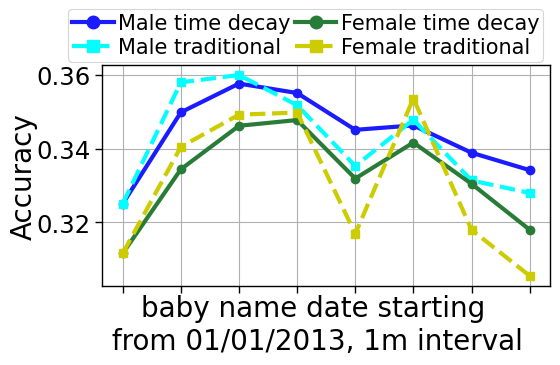 Male time decay Female time decay
Male traditional Female traditional
0.36
0.34
0.32
Accuracy
baby name date starting
from 01/01/2013, 1m interval